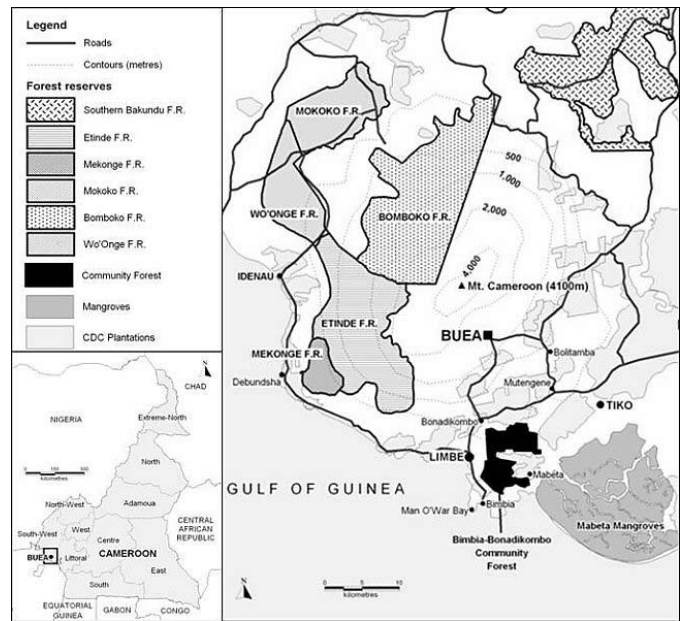 Legend
Roads
Contours (metres)
Forest reserves
Southern Bakundu F.R.
Etinde F.R.
Mekonge F.R.
Mokoko F.R.
Bomboko F.R.
Wo'Onge F.R.
Community Forest
Mangroves
CDC Plantations
MOKOKO F.R.
500
1,000
2,000
4,000
WO'ONGE F.R.
BOMBOKO F.R.
IDENAU
Mt. Cameroon (4100m)
ETINDE F.R.
BUEA
MEKONGE F.R.
Bolitamba
Debundsha
Mutengene
TIKO
Bonadikombo
LIMBE
Mabéta
GULF OF GUINEA
Bimbia
Man O'War Bay
Mabeta Mangroves
Bimbia-Bonadikombo
Community
Forest
0 5 10
kilometres
N
CHAD
NIGERIA
Extreme-North
kilometres
North
Adamoua
North-West
West
South-West
Centre
CENTRAL
AFRICAN
REPUBLIC
BUEA
Littoral
CAMEROON
East
South
EQUATORIAL
GUINEA
GABON
CONGO